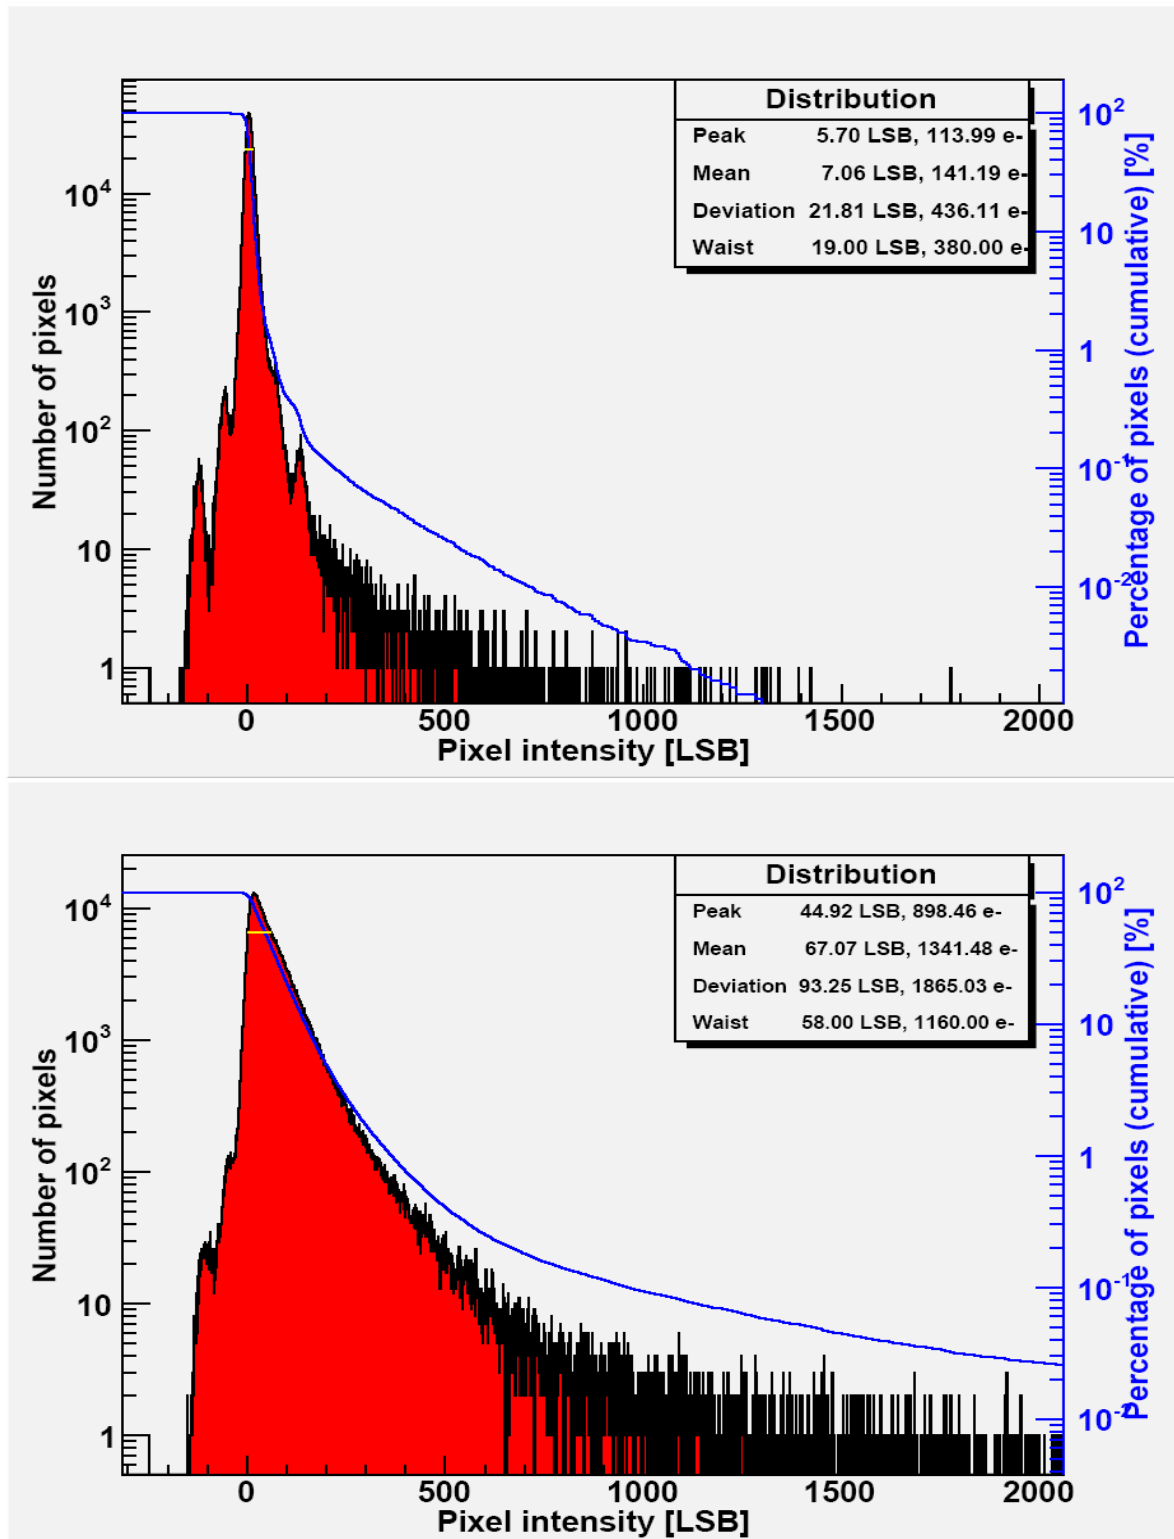 Distribution
Peak 5.70 LSB, 113.99 e-
Mean 7.06 LSB, 141.19 e-
Deviation 21.81 LSB, 436.11 e-
Waist 19.00 LSB, 380.00 e-
Number of pixels
10^4
10^3
10^2
10
1
Percentage of pixels (cumulative) [%]
10^2
10
1
10^-1
10^-2
0 500 1000 1500 2000
Pixel intensity [LSB]
Distribution
Peak 44.92 LSB, 898.46 e-
Mean 67.07 LSB, 1341.48 e-
Deviation 93.25 LSB, 1865.03 e-
Waist 58.00 LSB, 1160.00 e-
Number of pixels
10^4
10^3
10^2
10
1
Percentage of pixels (cumulative) [%]
10^2
10
1
10^-1
10^-2
0 500 1000 1500 2000
Pixel intensity [LSB]